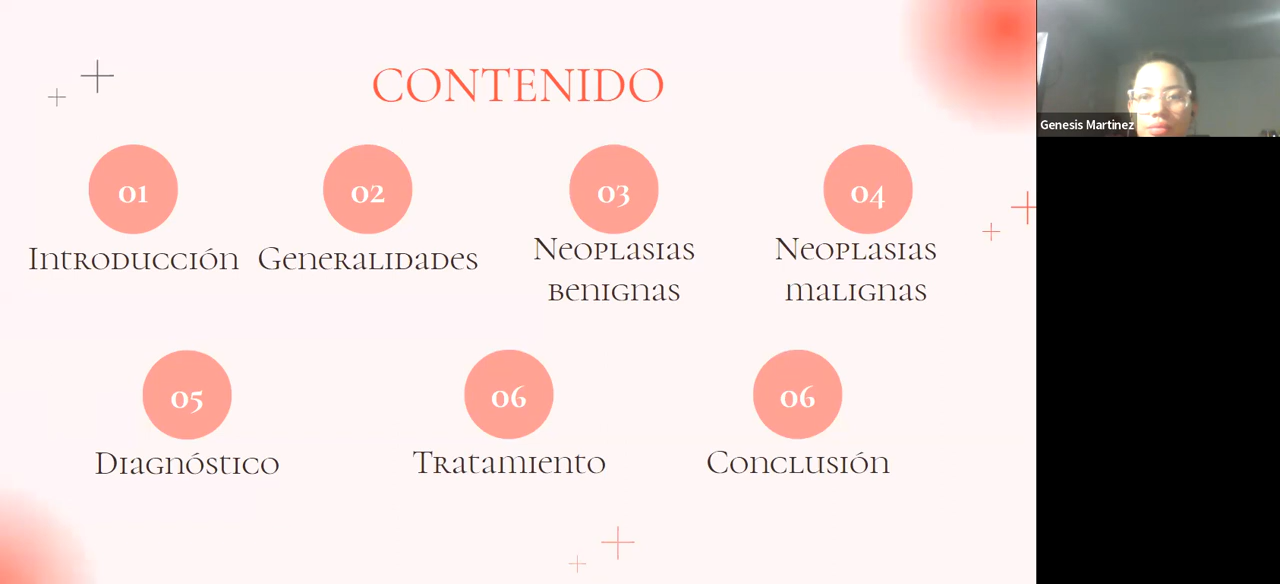 CONTENIDO
01
02
03
04
Introducción
Generalidades
Neoplasias
benignas
Neoplasias
malignas
05
06
06
Diagnóstico
Tratamiento
Conclusión
Genesis Martinez